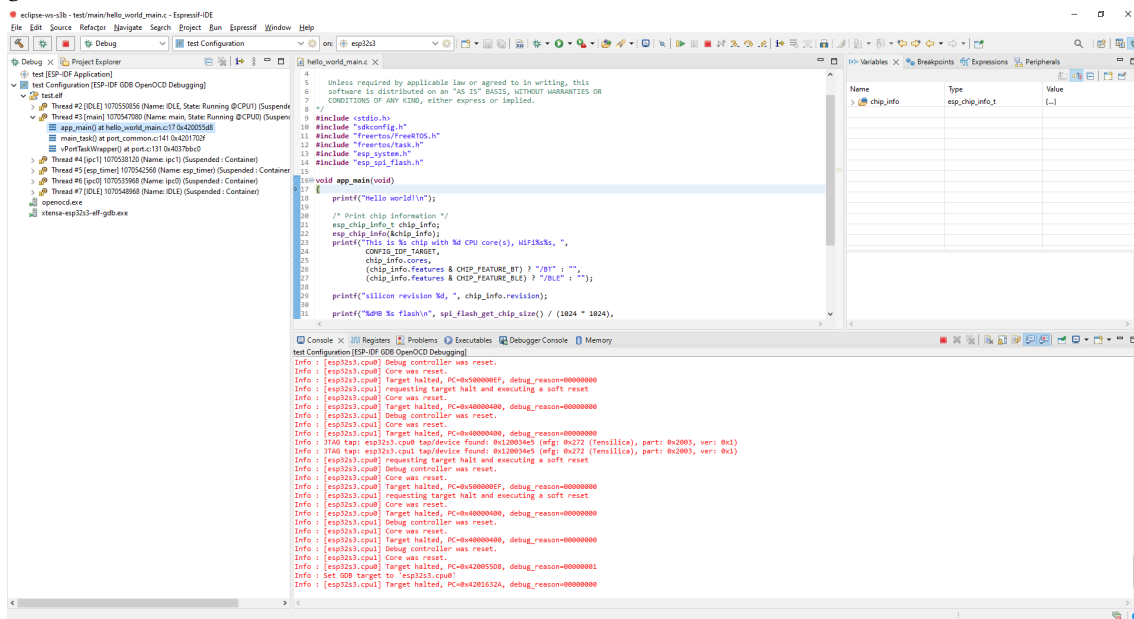 eclipse-ws-s3b - test/main/hello_world_main.c - Espressif-IDE
File Edit Source Refactor Navigate Search Project Run Espressif Window Help
Debug test Configuration on: esp32s3
Debug Project Explorer
test [ESP-IDF Application]
test Configuration [ESP-IDF GDB OpenOCD Debugging]
test.elf
Thread #2 [IDLE] 1070550856 (Name: IDLE, State: Running @CPU1) (Suspende
Thread #3 [main] 1070547080 (Name: main, State: Running @CPU0) (Suspen
app_main() at hello_world_main.c:17 0x420055d8
main_task() at port_common.c:141 0x4201702f
vPortTaskWrapper() at port.c:131 0x4037bbc0
Thread #4 [ipc1] 1070538120 (Name: ipc1) (Suspended : Container)
Thread #5 [esp_timer] 1070542568 (Name: esp_timer) (Suspended : Container
Thread #6 [ipc0] 1070535968 (Name: ipc0) (Suspended : Container)
Thread #7 [IDLE] 1070548968 (Name: IDLE) (Suspended : Container)
openocd.exe
xtensa-esp32s3-elf-gdb.exe
hello_world_main.c
4
5 Unless required by applicable law or agreed to in writing, this
6 software is distributed on an "AS IS" BASIS, WITHOUT WARRANTIES OR
7 CONDITIONS OF ANY KIND, either express or implied.
8 */
9 #include <stdio.h>
10 #include "sdkconfig.h"
11 #include "freertos/FreeRTOS.h"
12 #include "freertos/task.h"
13 #include "esp_system.h"
14 #include "esp_spi_flash.h"
15
16 void app_main(void)
17 {
18 printf("Hello world!\n");
19
20 /* Print chip information */
21 esp_chip_info_t chip_info;
22 esp_chip_info(&chip_info);
23 printf("This is %s chip with %d CPU core(s), WiFi%s%s, ",
24 CONFIG_IDF_TARGET,
25 chip_info.cores,
26 (chip_info.features & CHIP_FEATURE_BT) ? "/BT" : "",
27 (chip_info.features & CHIP_FEATURE_BLE) ? "/BLE" : "");
28
29 printf("silicon revision %d, ", chip_info.revision);
30
31 printf("%dMB %s flash\n", spi_flash_get_chip_size() / (1024 * 1024),
Variables Breakpoints Expressions Peripherals
Name Type Value
chip_info esp_chip_info_t {...}
Console Registers Problems Executables Debugger Console Memory
test Configuration [ESP-IDF GDB OpenOCD Debugging]
Info : [esp32s3.cpu0] Debug controller was reset.
Info : [esp32s3.cpu0] Core was reset.
Info : [esp32s3.cpu0] Target halted, PC=0x500000EF, debug_reason=00000000
Info : [esp32s3.cpu1] requesting target halt and executing a soft reset
Info : [esp32s3.cpu0] Core was reset.
Info : [esp32s3.cpu0] Target halted, PC=0x40000400, debug_reason=00000000
Info : [esp32s3.cpu1] Debug controller was reset.
Info : [esp32s3.cpu1] Core was reset.
Info : [esp32s3.cpu1] Target halted, PC=0x40000400, debug_reason=00000000
Info : JTAG tap: esp32s3.cpu0 tap/device found: 0x120034e5 (mfg: 0x272 (Tensilica), part: 0x2003, ver: 0x1)
Info : JTAG tap: esp32s3.cpu1 tap/device found: 0x120034e5 (mfg: 0x272 (Tensilica), part: 0x2003, ver: 0x1)
Info : [esp32s3.cpu0] requesting target halt and executing a soft reset
Info : [esp32s3.cpu0] Debug controller was reset.
Info : [esp32s3.cpu0] Core was reset.
Info : [esp32s3.cpu0] Target halted, PC=0x500000EF, debug_reason=00000000
Info : [esp32s3.cpu1] requesting target halt and executing a soft reset
Info : [esp32s3.cpu0] Core was reset.
Info : [esp32s3.cpu0] Target halted, PC=0x40000400, debug_reason=00000000
Info : [esp32s3.cpu1] Debug controller was reset.
Info : [esp32s3.cpu1] Core was reset.
Info : [esp32s3.cpu1] Target halted, PC=0x40000400, debug_reason=00000000
Info : [esp32s3.cpu1] Debug controller was reset.
Info : [esp32s3.cpu1] Core was reset.
Info : [esp32s3.cpu0] Target halted, PC=0x420055D8, debug_reason=00000001
Info : Set GDB target to 'esp32s3.cpu0'
Info : [esp32s3.cpu1] Target halted, PC=0x4201632A, debug_reason=00000000